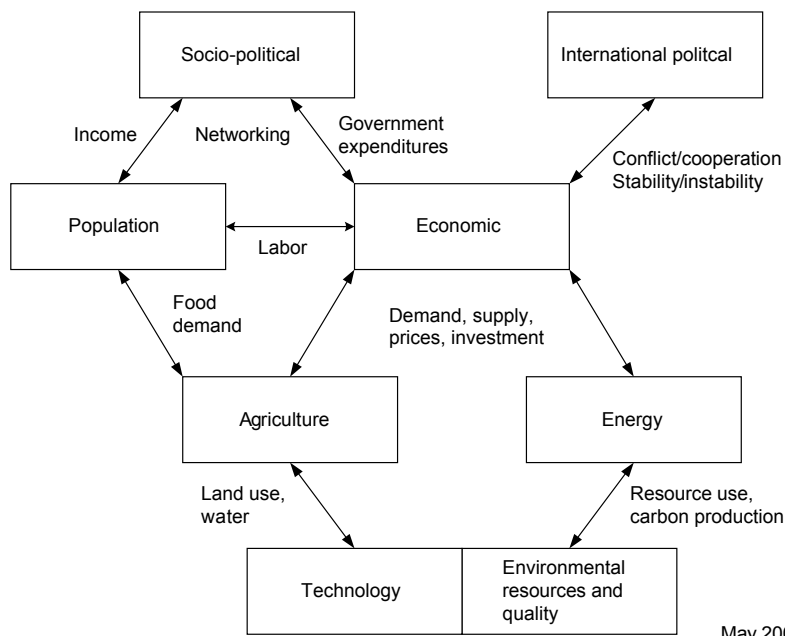 Socio-political
International politcal
Income
Networking
Government
expenditures
Conflict/cooperation
Stability/instability
Population
Economic
Labor
Food
demand
Demand, supply,
prices, investment
Agriculture
Energy
Land use,
water
Resource use,
carbon production
Technology
Environmental
resources and
quality
May